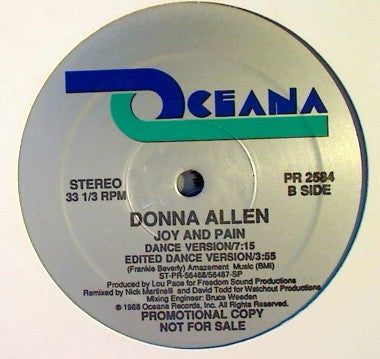 OCEANA
STEREO
33 1/3 RPM
PR 2584
B SIDE
DONNA ALLEN
JOY AND PAIN
DANCE VERSION/7:15
EDITED DANCE VERSION/3:55
(Frankie Beverly) Amazement Music (BMI)
ST-PR-56468/56487-SP
Produced by Lou Pace for Freedom Sound Productions
Remixed by Nick Martinelli and David Todd for Watchout Productions
Mixing Engineer: Bruce Weeden
℗ 1988 Oceana Records, Inc. All Rights Reserved.
PROMOTIONAL COPY
NOT FOR SALE